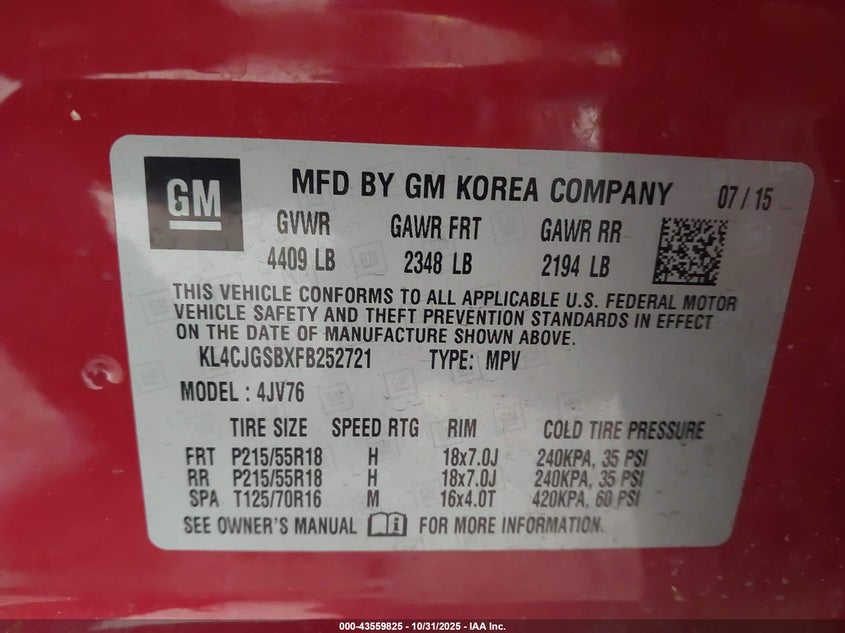 GM
MFD BY GM KOREA COMPANY 07 / 15
GVWR GAWR FRT GAWR RR
4409 LB 2348 LB 2194 LB
THIS VEHICLE CONFORMS TO ALL APPLICABLE U.S. FEDERAL MOTOR
VEHICLE SAFETY AND THEFT PREVENTION STANDARDS IN EFFECT
ON THE DATE OF MANUFACTURE SHOWN ABOVE.
KL4CJGSBXFB252721 TYPE: MPV
MODEL : 4JV76
TIRE SIZE SPEED RTG RIM COLD TIRE PRESSURE
FRT P215/55R18 H 18x7.0J 240KPA, 35 PSI
RR P215/55R18 H 18x7.0J 240KPA, 35 PSI
SPA T125/70R16 M 16x4.0T 420KPA, 60 PSI
SEE OWNER'S MANUAL FOR MORE INFORMATION.
000-43559825 - 10/31/2025 - IAA Inc.